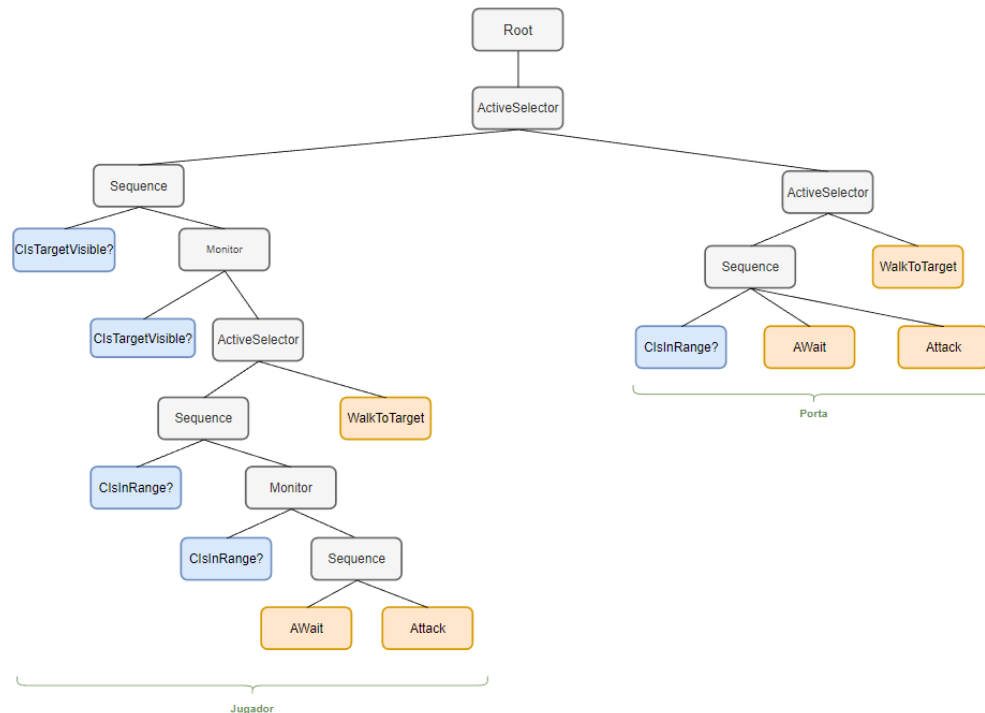 Root
ActiveSelector
Sequence
ActiveSelector
CIsTargetVisible?
Monitor
Sequence
WalkToTarget
CIsTargetVisible?
ActiveSelector
CIsInRange?
AWait
Attack
Sequence
WalkToTarget
Porta
CIsInRange?
Monitor
CIsInRange?
Sequence
AWait
Attack
Jugador